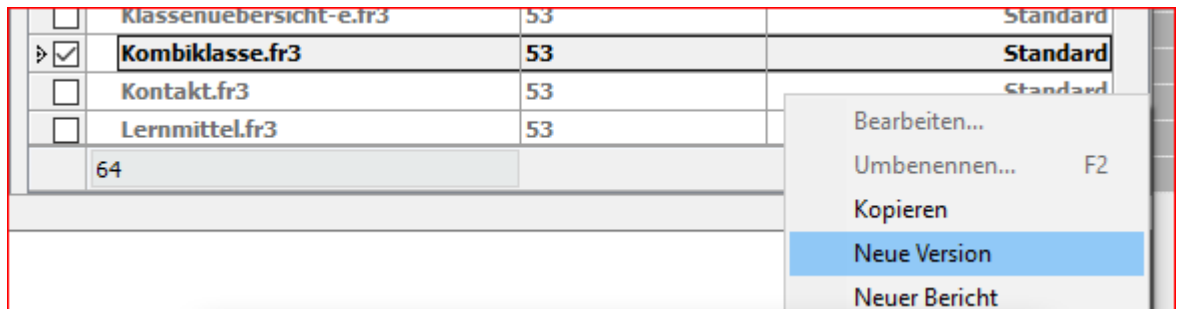 Klassenuebersicht-e.fr3 53 Standard
Kombiklasse.fr3 53 Standard
Kontakt.fr3 53 Standard
Lernmittel.fr3 53
64
Bearbeiten...
Umbenennen... F2
Kopieren
Neue Version
Neuer Bericht